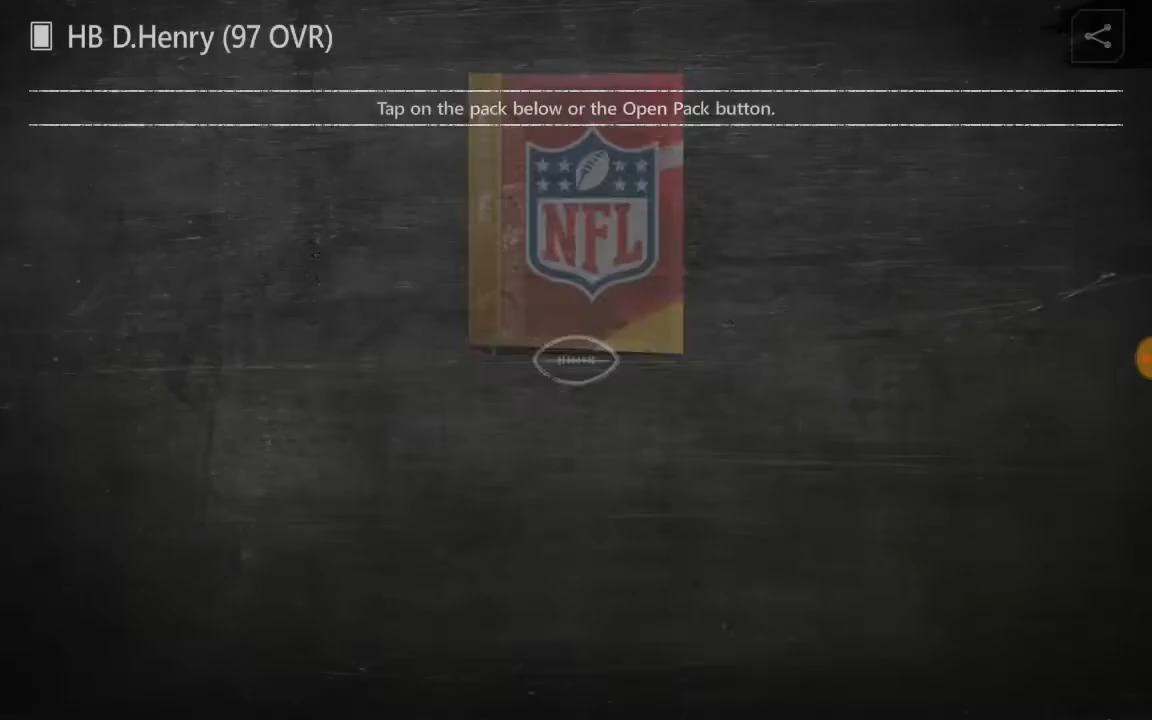 HB D.Henry (97 OVR)
Tap on the pack below or the Open Pack button.
NFL